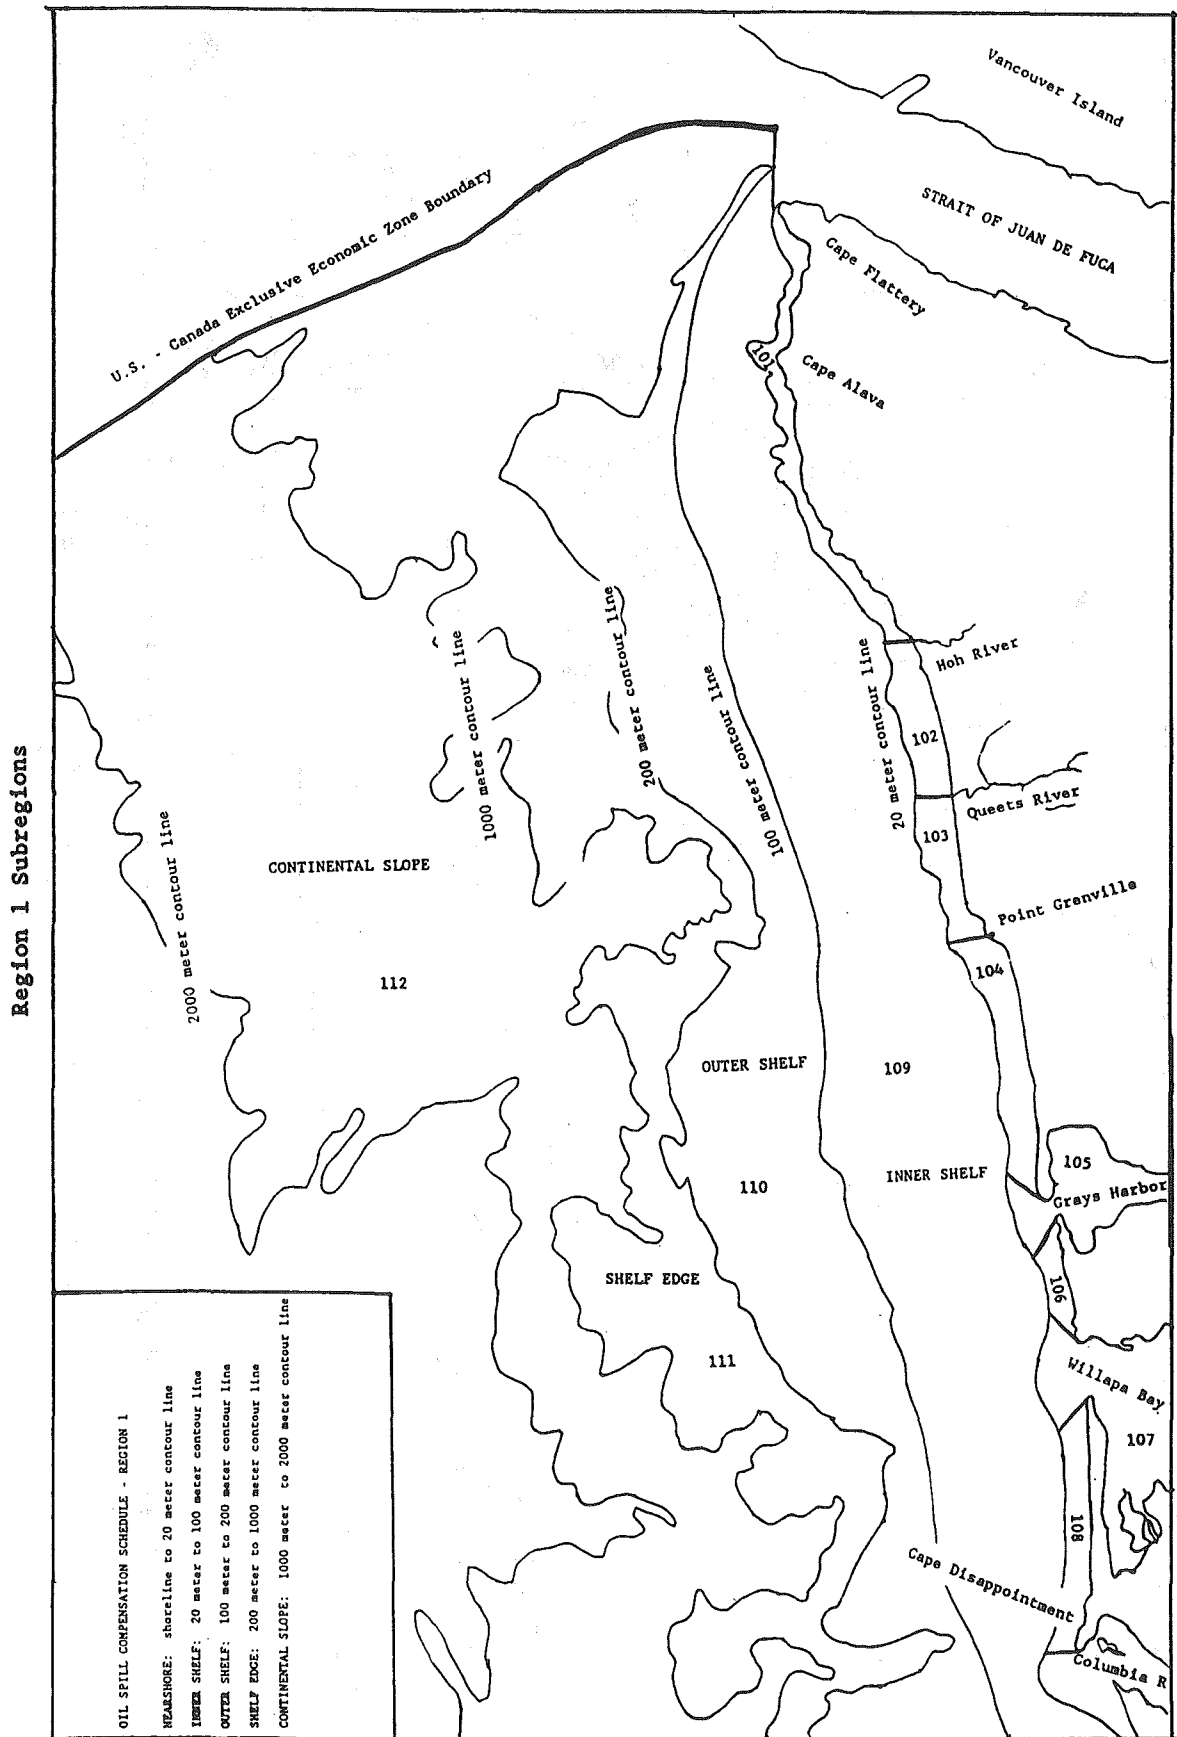 Region 1 Subregions
Vancouver Island
STRAIT OF JUAN DE FUCA
U.S. - Canada Exclusive Economic Zone Boundary
Cape Flattery
101
Cape Alava
Hoh River
20 meter contour line
102
100 meter contour line
200 meter contour line
1000 meter contour line
2000 meter contour line
Queets River
103
CONTINENTAL SLOPE
Point Grenville
104
112
OUTER SHELF
109
105
INNER SHELF
110
Grays Harbor
SHELF EDGE
106
111
Willapa Bay
107
108
Cape Disappointment
Columbia R
OIL SPILL COMPENSATION SCHEDULE - REGION 1
NEARSHORE: shoreline to 20 meter contour line
INNER SHELF: 20 meter to 100 meter contour line
OUTER SHELF: 100 meter to 200 meter contour line
SHELF EDGE: 200 meter to 1000 meter contour line
CONTINENTAL SLOPE: 1000 meter to 2000 meter contour line